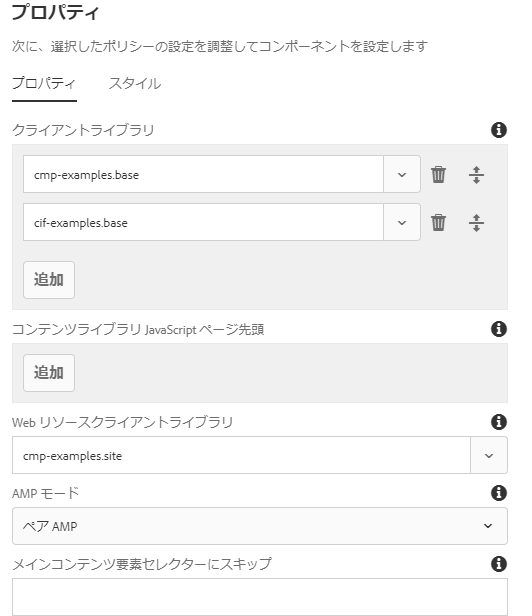 プロパティ
次に、選択したポリシーの設定を調整してコンポーネントを設定します
プロパティ スタイル
クライアントライブラリ
cmp-examples.base
cif-examples.base
追加
コンテンツライブラリ JavaScript ページ先頭
追加
Web リソースクライアントライブラリ
cmp-examples.site
AMP モード
ペア AMP
メインコンテンツ要素セレクターにスキップ